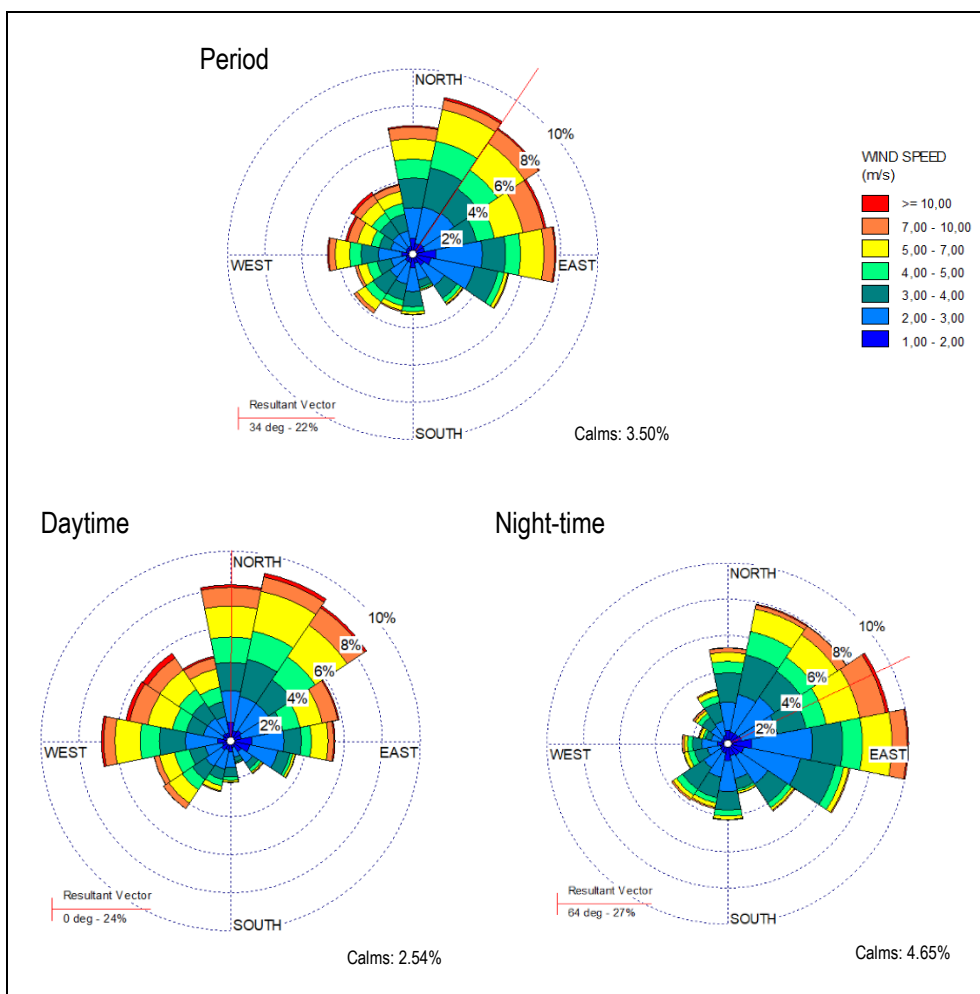 Period
NORTH
10%
8%
6%
4%
2%
WEST
EAST
SOUTH
Resultant Vector
34 deg - 22%
Calms: 3.50%
WIND SPEED
(m/s)
>= 10,00
7,00 - 10,00
5,00 - 7,00
4,00 - 5,00
3,00 - 4,00
2,00 - 3,00
1,00 - 2,00
Daytime
NORTH
10%
8%
6%
4%
2%
WEST
EAST
SOUTH
Resultant Vector
0 deg - 24%
Calms: 2.54%
Night-time
NORTH
10%
8%
6%
4%
2%
WEST
EAST
SOUTH
Resultant Vector
64 deg - 27%
Calms: 4.65%